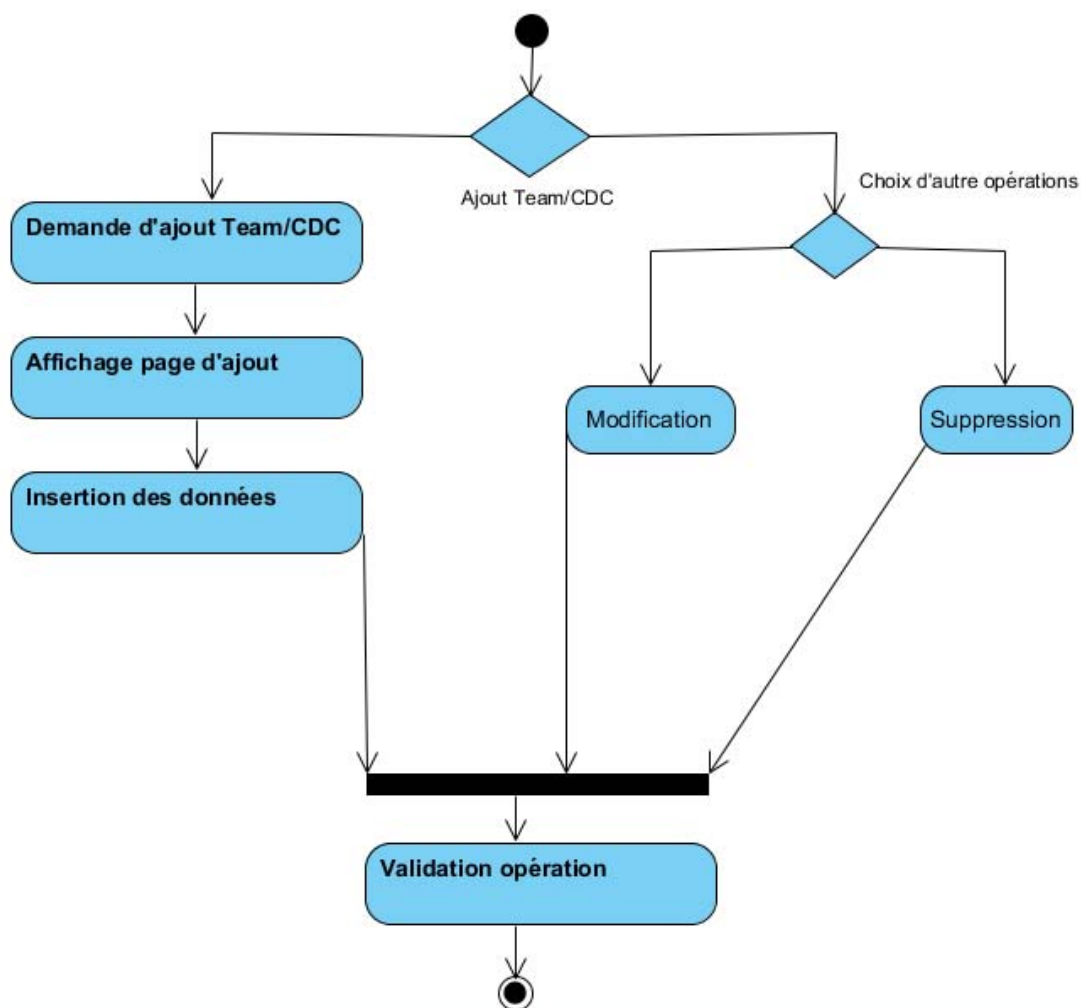 Ajout Team/CDC
Choix d'autre opérations
Demande d'ajout Team/CDC
Affichage page d'ajout
Modification
Suppression
Insertion des données
Validation opération